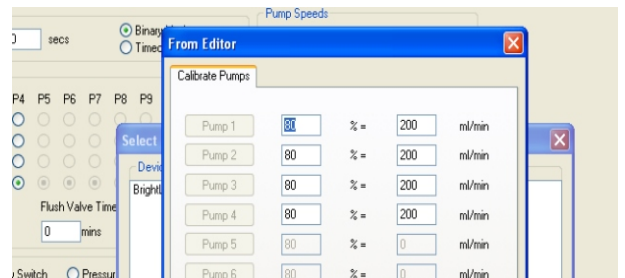 Pump Speeds
secs
Binary
Timed
From Editor
Calibrate Pumps
P4 P5 P6 P7 P8 P9
Pump 1 80 % = 200 ml/min
Select
Pump 2 80 % = 200 ml/min
Pump 3 80 % = 200 ml/min
Flush Valve Time
Pump 4 80 % = 200 ml/min
0 mins
Pump 5 80 % = 0 ml/min
Switch Pressur
Pump 6 80 % = 0 ml/min